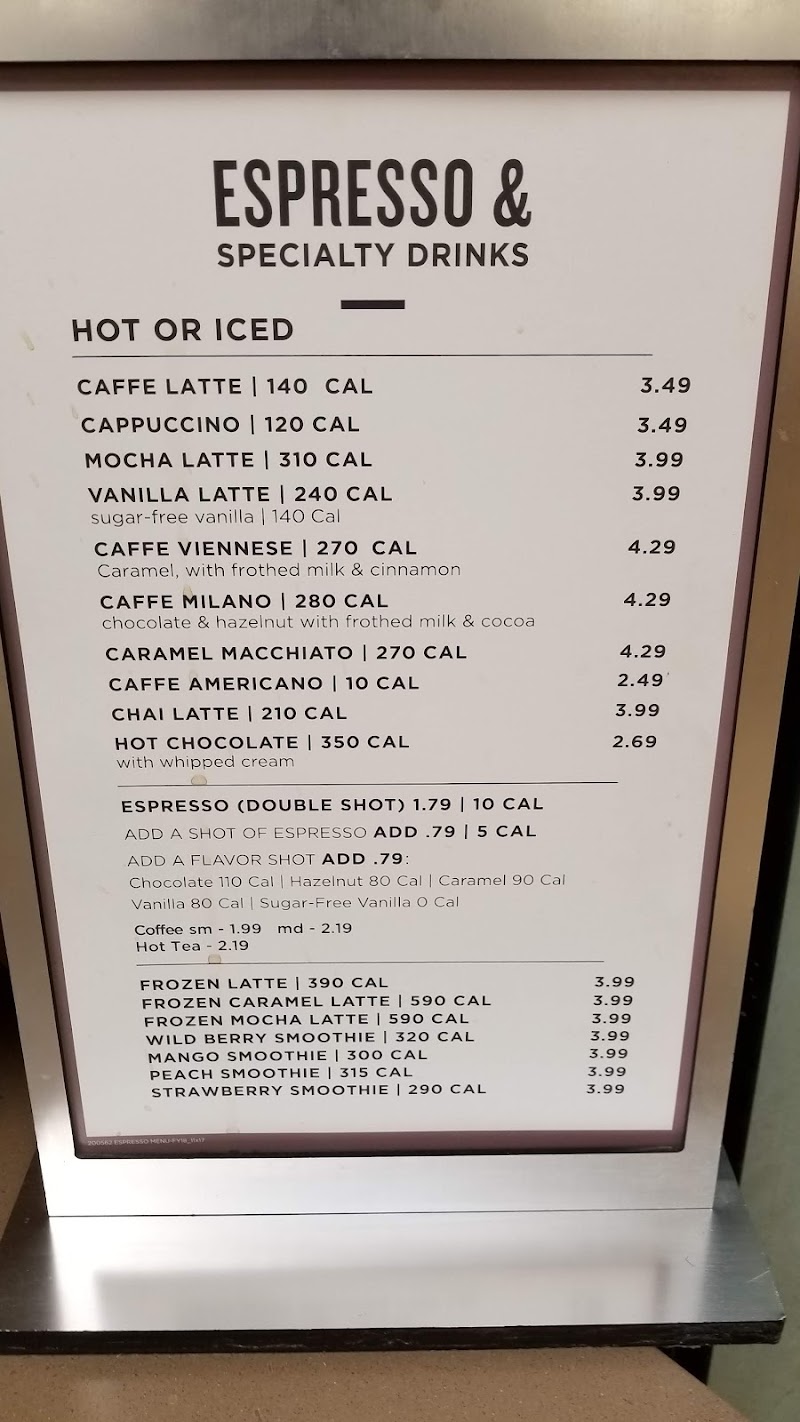 ESPRESSO &
SPECIALTY DRINKS
HOT OR ICED
CAFFE LATTE | 140 CAL 3.49
CAPPUCCINO | 120 CAL 3.49
MOCHA LATTE | 310 CAL 3.99
VANILLA LATTE | 240 CAL 3.99
sugar-free vanilla | 140 Cal
CAFFE VIENNESE | 270 CAL 4.29
Caramel, with frothed milk & cinnamon
CAFFE MILANO | 280 CAL 4.29
chocolate & hazelnut with frothed milk & cocoa
CARAMEL MACCHIATO | 270 CAL 4.29
CAFFE AMERICANO | 10 CAL 2.49
CHAI LATTE | 210 CAL 3.99
HOT CHOCOLATE | 350 CAL 2.69
with whipped cream
ESPRESSO (DOUBLE SHOT) 1.79 | 10 CAL
ADD A SHOT OF ESPRESSO ADD .79 | 5 CAL
ADD A FLAVOR SHOT ADD .79:
Chocolate 110 Cal | Hazelnut 80 Cal | Caramel 90 Cal
Vanilla 80 Cal | Sugar-Free Vanilla 0 Cal
Coffee sm - 1.99 md - 2.19
Hot Tea - 2.19
FROZEN LATTE | 390 CAL 3.99
FROZEN CARAMEL LATTE | 590 CAL 3.99
FROZEN MOCHA LATTE | 590 CAL 3.99
WILD BERRY SMOOTHIE | 320 CAL 3.99
MANGO SMOOTHIE | 300 CAL 3.99
PEACH SMOOTHIE | 315 CAL 3.99
STRAWBERRY SMOOTHIE | 290 CAL 3.99
ESPRESSO